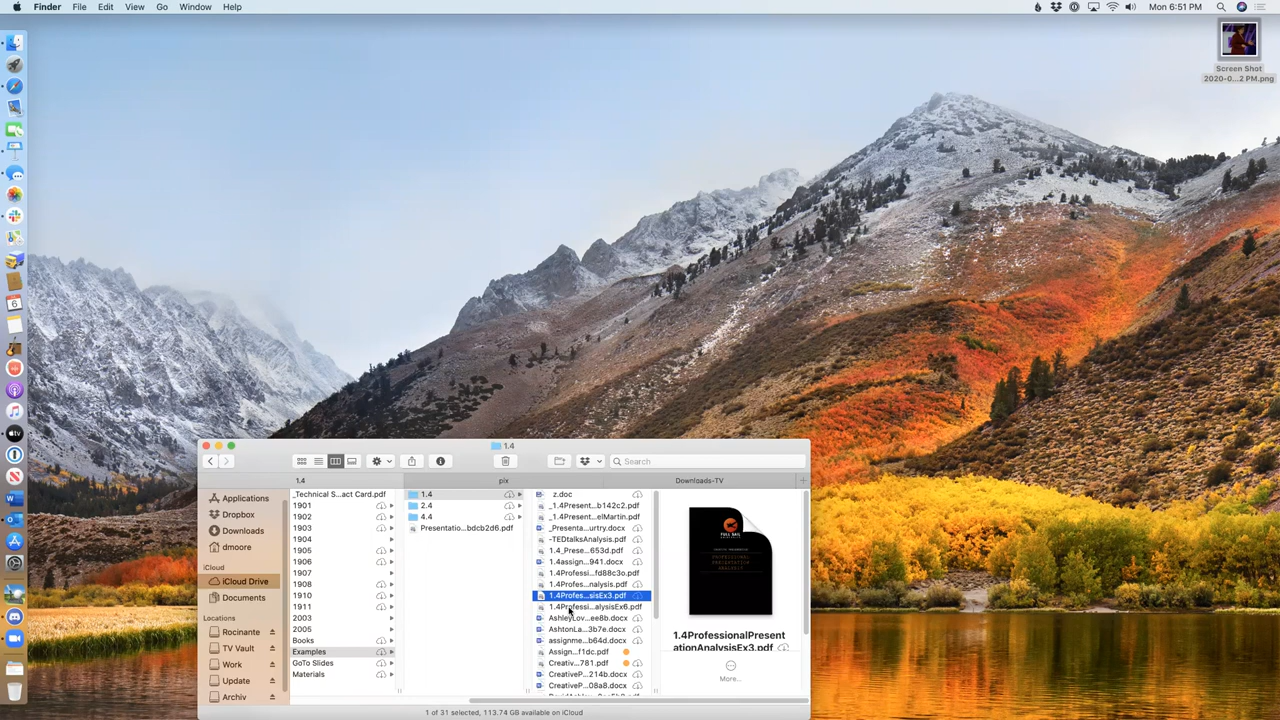 Finder File Edit View Go Window Help
Mon 6:51 PM
Screen Shot
2020-0...2 PM.png
6
1.4
Search
1.4 pix Downloads-TV
Applications
Dropbox
Downloads
dmoore
iCloud
iCloud Drive
Documents
Locations
Rocinante
TV Vault
Work
Update
Archiv
_Technical S...act Card.pdf
1901
1902
1903
1904
1905
1906
1907
1908
1910
1911
2003
2005
Books
Examples
GoTo Slides
Materials
1.4
2.4
4.4
Presentatio...bdcb2d6.pdf
z.doc
_1.4Present...b142c2.pdf
_1.4Present...elMartin.pdf
_Presenta...urtry.docx
-TEDtalksAnalysis.pdf
1.4_Prese...653d.pdf
1.4assign...941.docx
1.4Professi...fd88c3o.pdf
1.4Profes...nalysis.pdf
1.4Profes...sisEx3.pdf
1.4Professi...alysisEx6.pdf
AshleyLov...ee8b.docx
AshtonLa...3b7e.docx
assignme...b64d.docx
Assign...f1dc.pdf
Creativ...781.pdf
CreativeP...214b.docx
CreativeP...08a8.docx
FULL SAIL
PROFESSIONAL
PRESENTATION
ANALYSIS
1.4ProfessionalPresent
ationAnalysisEx3.pdf
More...
1 of 31 selected, 113.74 GB available on iCloud